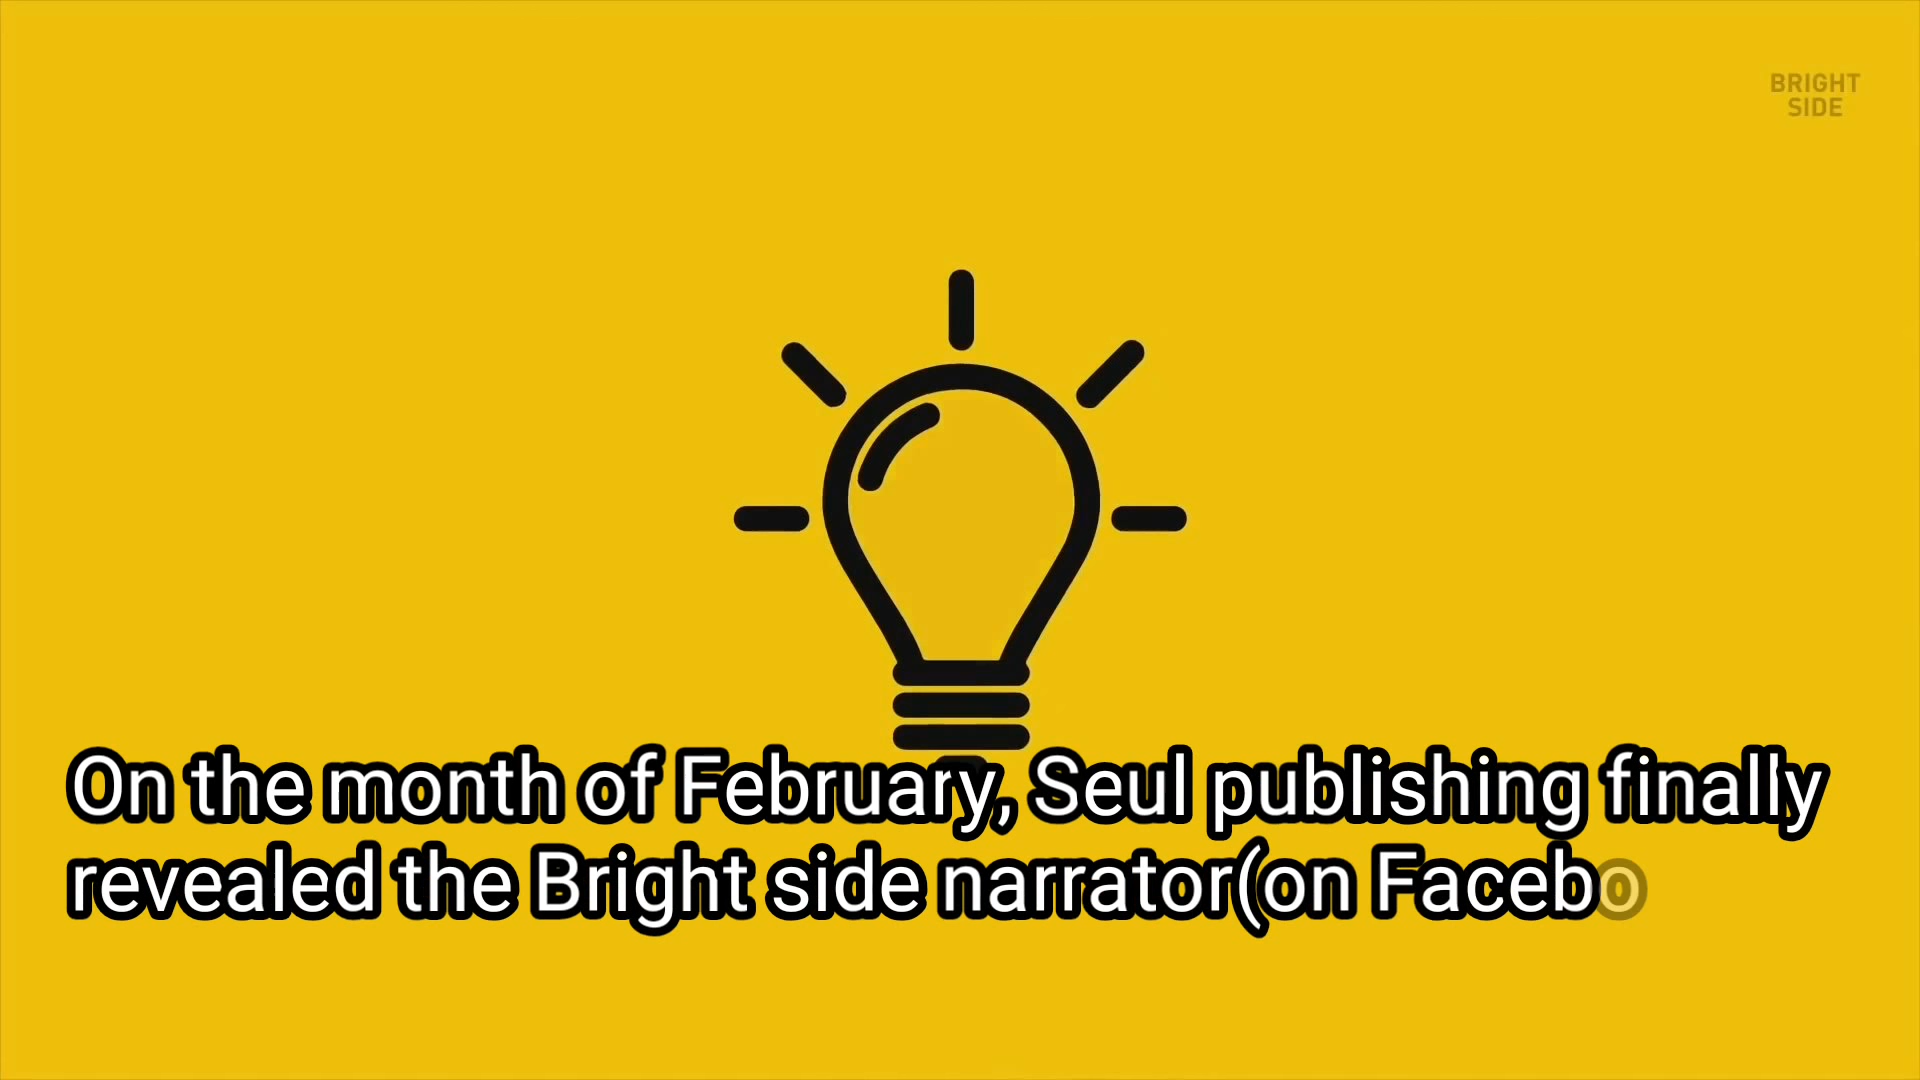 BRIGHT
SIDE
On the month of February, Seul publishing finally
revealed the Bright side narrator(on Facebo